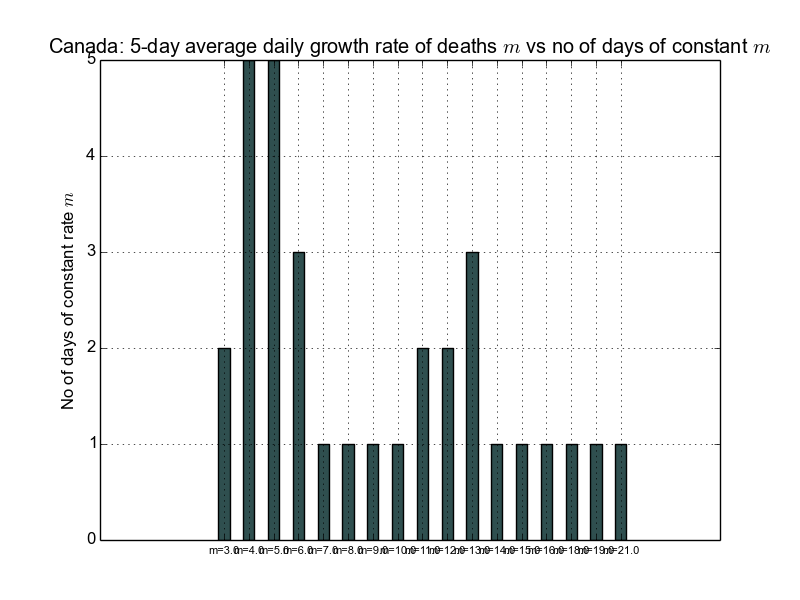 Canada: 5-day average daily growth rate of deaths m vs no of days of constant m
5
4
3
2
1
0
No of days of constant rate m
m=3.0 m=4.0 m=5.0 m=6.0 m=7.0 m=8.0 m=9.0 m=10.0 m=11.0 m=12.0 m=13.0 m=14.0 m=15.0 m=16.0 m=18.0 m=19.0 m=21.0